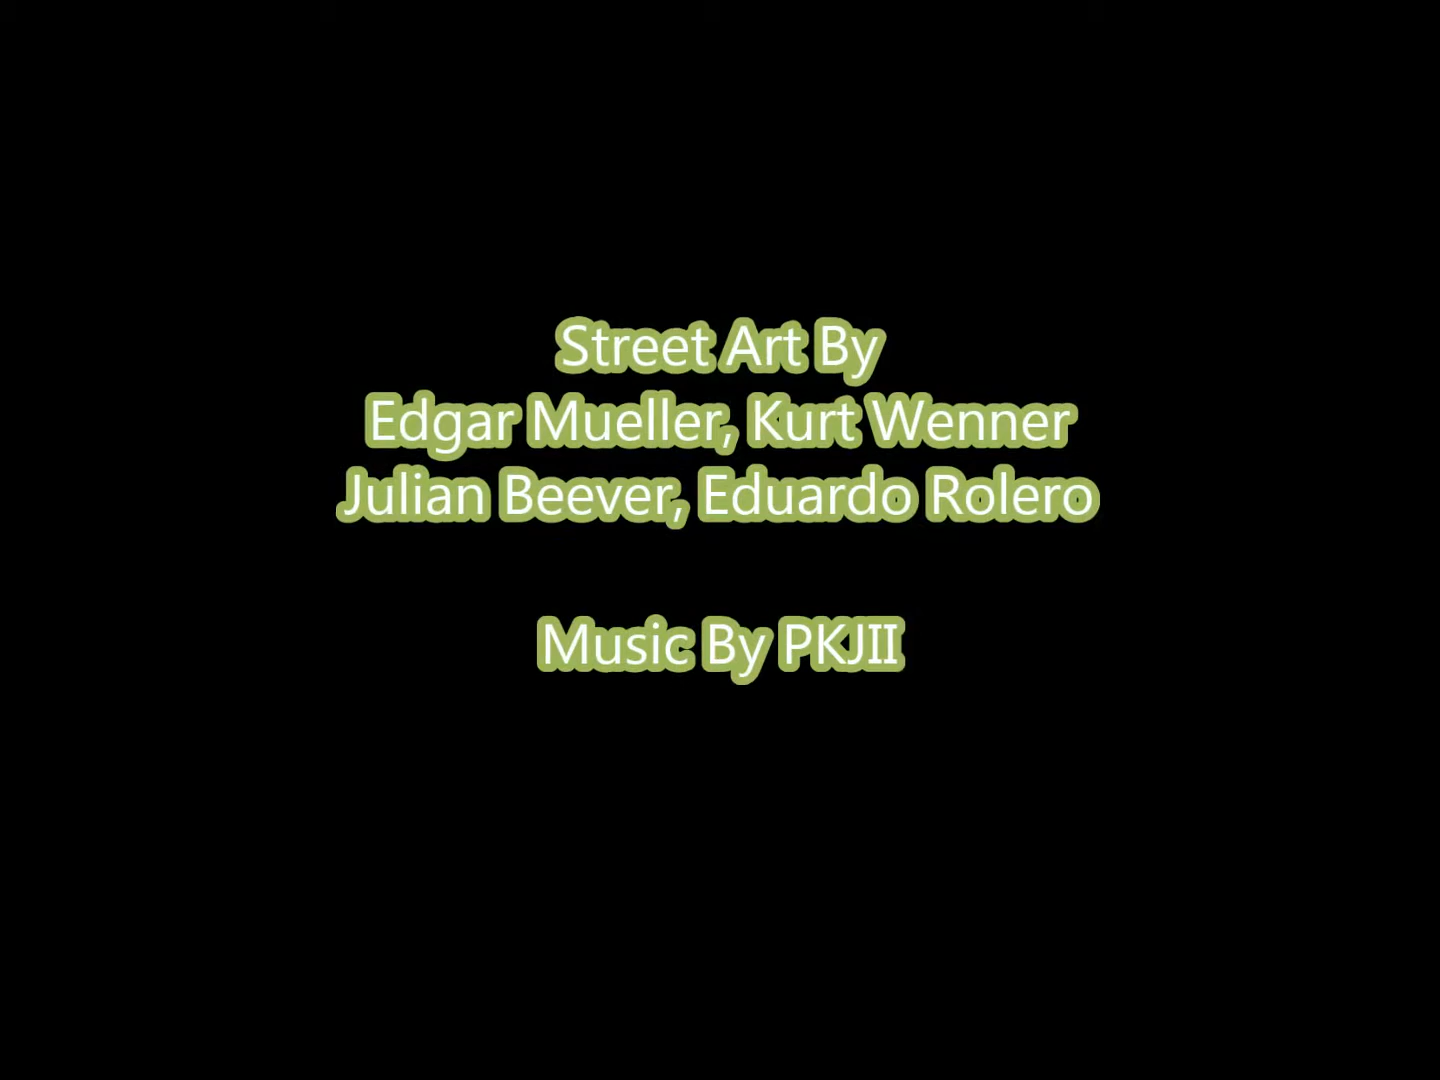 Street Art By
Edgar Mueller, Kurt Wenner
Julian Beever, Eduardo Rolero
Music By PKJII